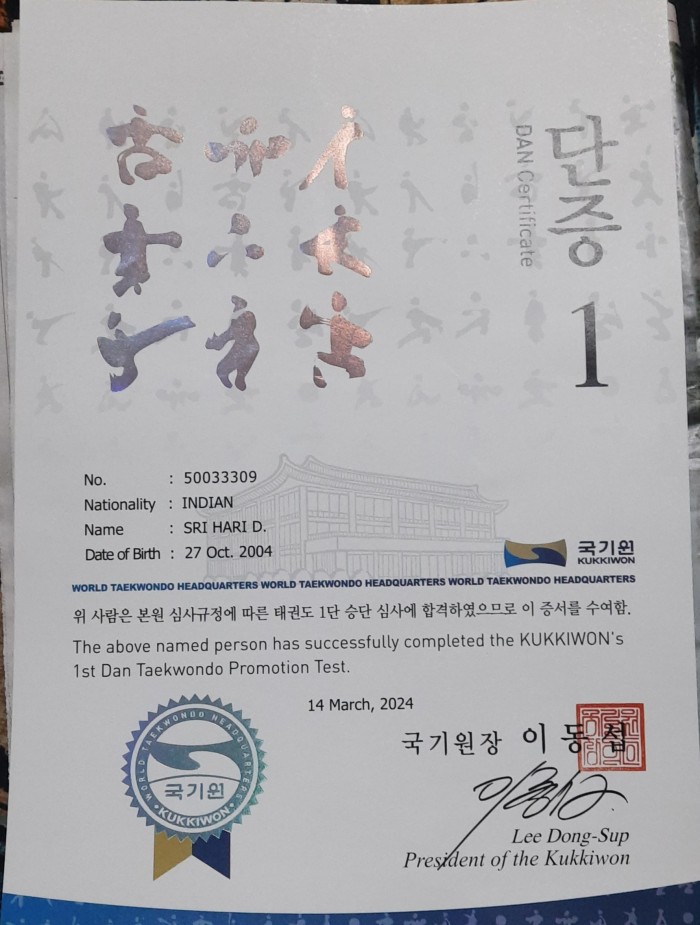 단증
DAN Certificate
1
No. : 50033309
Nationality : INDIAN
Name : SRI HARI D.
Date of Birth : 27 Oct. 2004
국기원
KUKKIWON
WORLD TAEKWONDO HEADQUARTERS WORLD TAEKWONDO HEADQUARTERS WORLD TAEKWONDO HEADQUARTERS
위 사람은 본원 심사규정에 따른 태권도 1단 승단 심사에 합격하였으므로 이 증서를 수여함.
The above named person has successfully completed the KUKKIWON's
1st Dan Taekwondo Promotion Test.
14 March, 2024
국기원장 이동섭
WORLD TAEKWONDO HEADQUARTERS
국기원
KUKKIWON
Lee Dong-Sup
President of the Kukkiwon